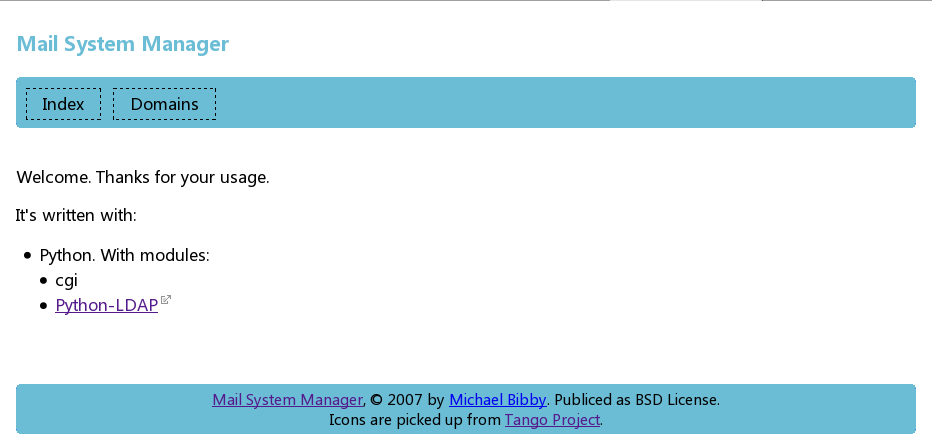 Mail System Manager
Index Domains
Welcome. Thanks for your usage.
It's written with:
Python. With modules:
cgi
Python-LDAP
Mail System Manager, © 2007 by Michael Bibby. Publiced as BSD License.
Icons are picked up from Tango Project.